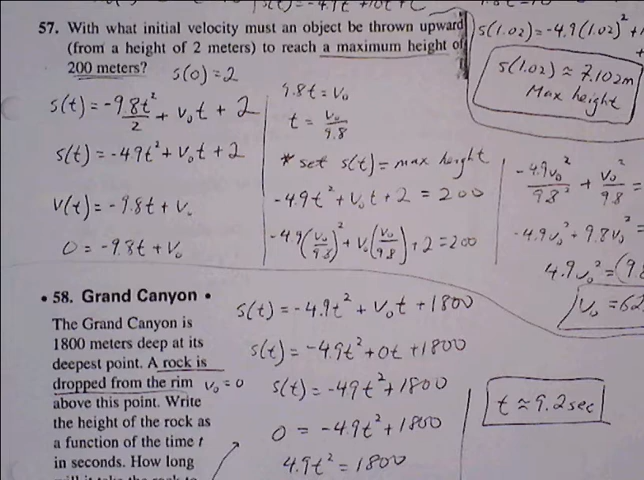 57. With what initial velocity must an object be thrown upward
(from a height of 2 meters) to reach a maximum height of
200 meters? s(0)=2
s(t)=-9.8t²/2 + v₀t + 2
s(t)=-4.9t²+v₀t+2
v(t)=-9.8t+v₀
0=-9.8t+v₀
9.8t=v₀
t=v₀/9.8
* set s(t)=max height
-4.9t²+v₀t+2=200
-4.9(v₀/9.8)²+v₀(v₀/9.8)+2=200
s(1.02)=-4.9(1.02)²+
s(1.02)≈7.102m
Max height
-4.9v₀²/9.8²+v₀²/9.8=
-4.9v₀²+9.8v₀²=
4.9v₀²=(9.8
v₀=62
• 58. Grand Canyon •
The Grand Canyon is
1800 meters deep at its
deepest point. A rock is
dropped from the rim v₀=0
above this point. Write
the height of the rock as
a function of the time t
in seconds. How long
s(t)=-4.9t²+v₀t+1800
s(t)=-4.9t²+0t+1800
s(t)=-4.9t²+1800
0=-4.9t²+1800
4.9t²=1800
t≈9.2sec